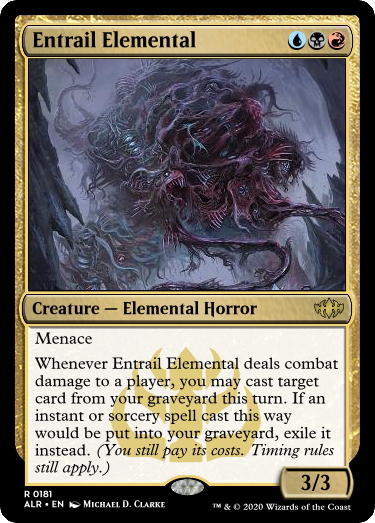 Entrail Elemental
Creature — Elemental Horror
Menace
Whenever Entrail Elemental deals combat
damage to a player, you may cast target
card from your graveyard this turn. If an
instant or sorcery spell cast this way
would be put into your graveyard, exile it
instead. (You still pay its costs. Timing rules
still apply.)
3/3
R 0181
ALR • EN Michael D. Clarke
™ & © 2020 Wizards of the Coast